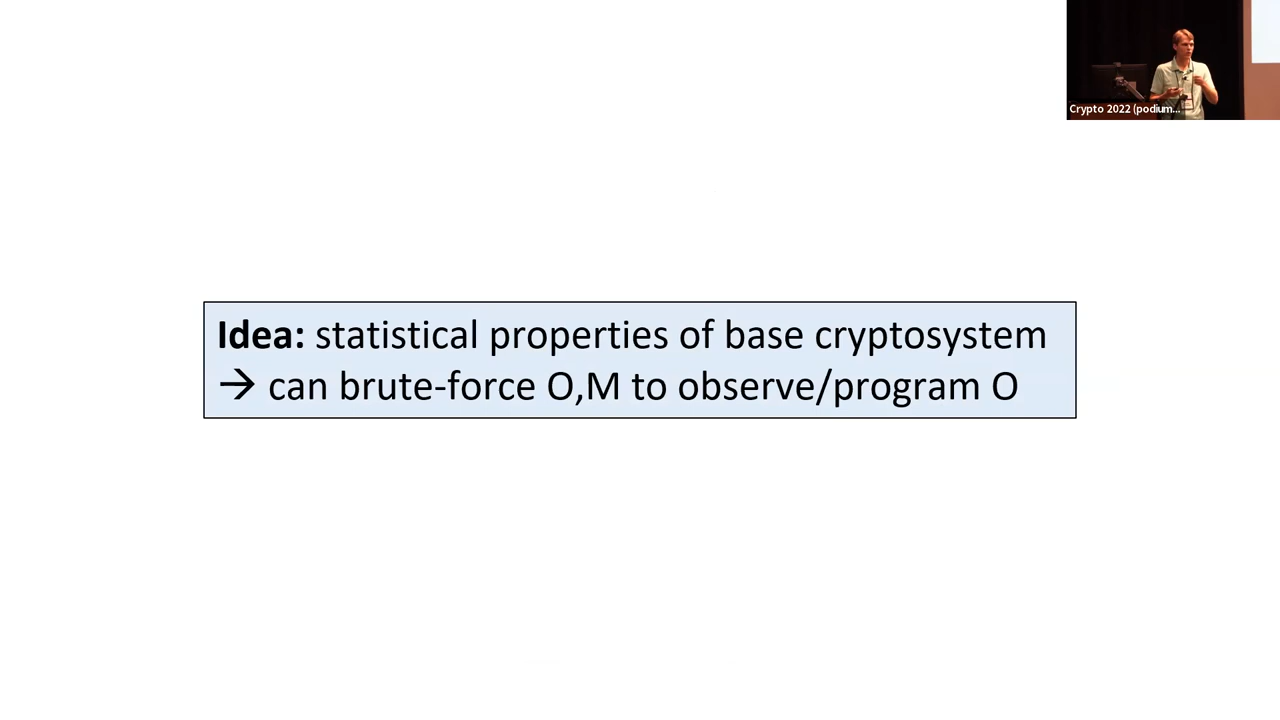 Crypto 2022 (podium...
Idea: statistical properties of base cryptosystem
→ can brute-force O,M to observe/program O